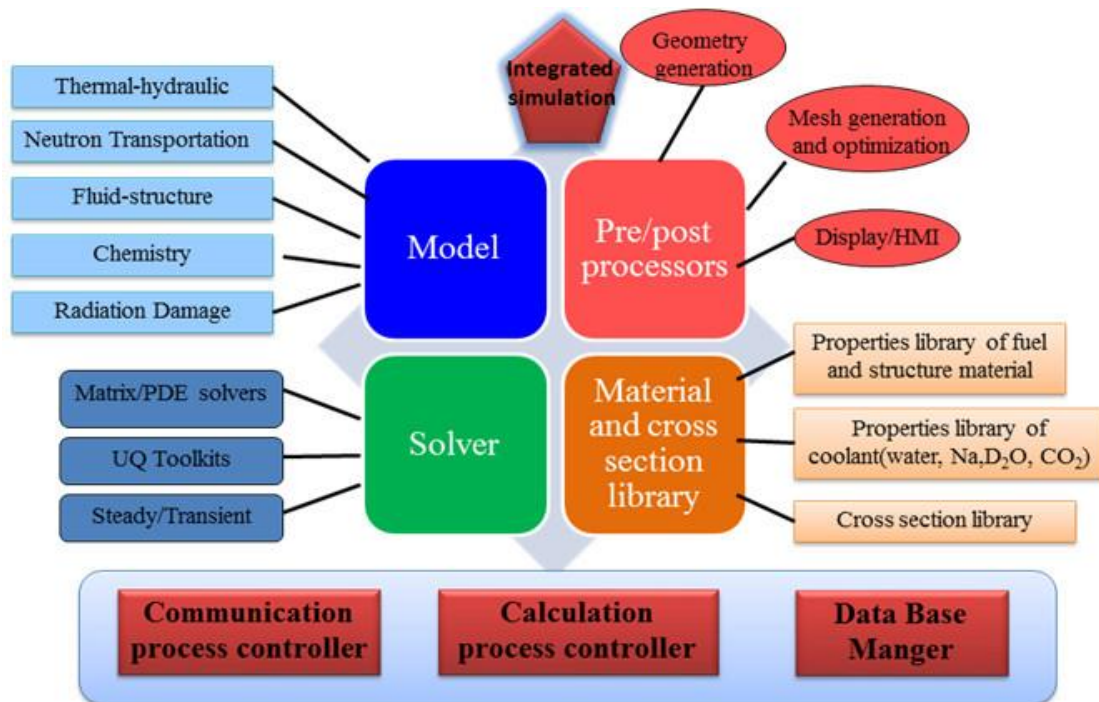 Integrated
simulation
Geometry
generation
Mesh generation
and optimization
Display/HMI
Thermal-hydraulic
Neutron Transportation
Fluid-structure
Chemistry
Radiation Damage
Model
Pre/post
processors
Matrix/PDE solvers
UQ Toolkits
Steady/Transient
Solver
Material
and cross
section
library
Properties library of fuel
and structure material
Properties library of
coolant(water, Na,D₂O, CO₂)
Cross section library
Communication
process controller
Calculation
process controller
Data Base
Manger